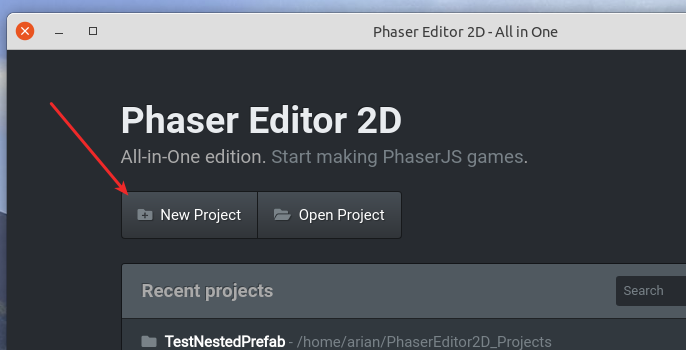 Phaser Editor 2D - All in One
Phaser Editor 2D
All-in-One edition. Start making PhaserJS games.
New Project Open Project
Recent projects Search
TestNestedPrefab - /home/arian/PhaserEditor2D_Projects